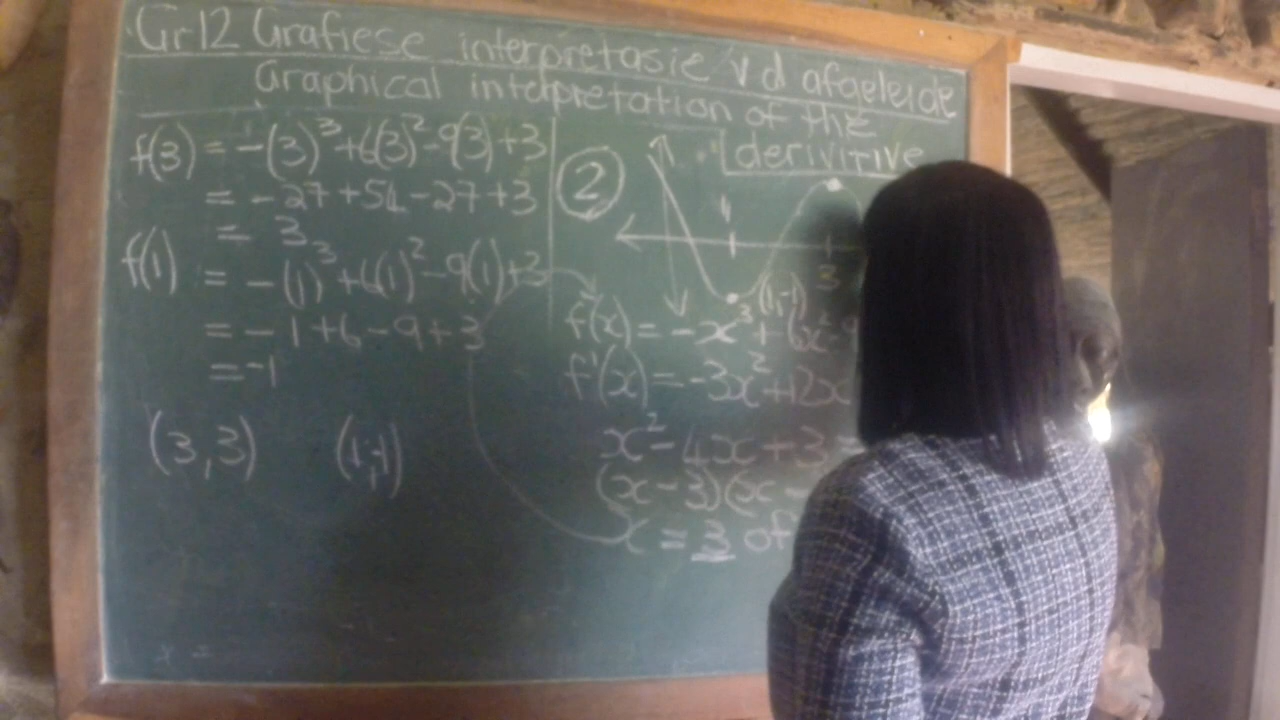 Gr12 Grafiese interpretasie v d afgeleide
Graphical interpretation of the
derivitive
f(3) = -(3)³+6(3)²-9(3)+3
= -27+54-27+3
= 3
f(1) = -(1)³+6(1)²-9(1)+3
= -1+6-9+3
=-1
(3,3) (1;-1)
2
1
3
(1,-1)
f(x)= -x³+6x²-9
f'(x)= -3x²+12x
x²-4x+3
(x-3)(x-
x = 3 of